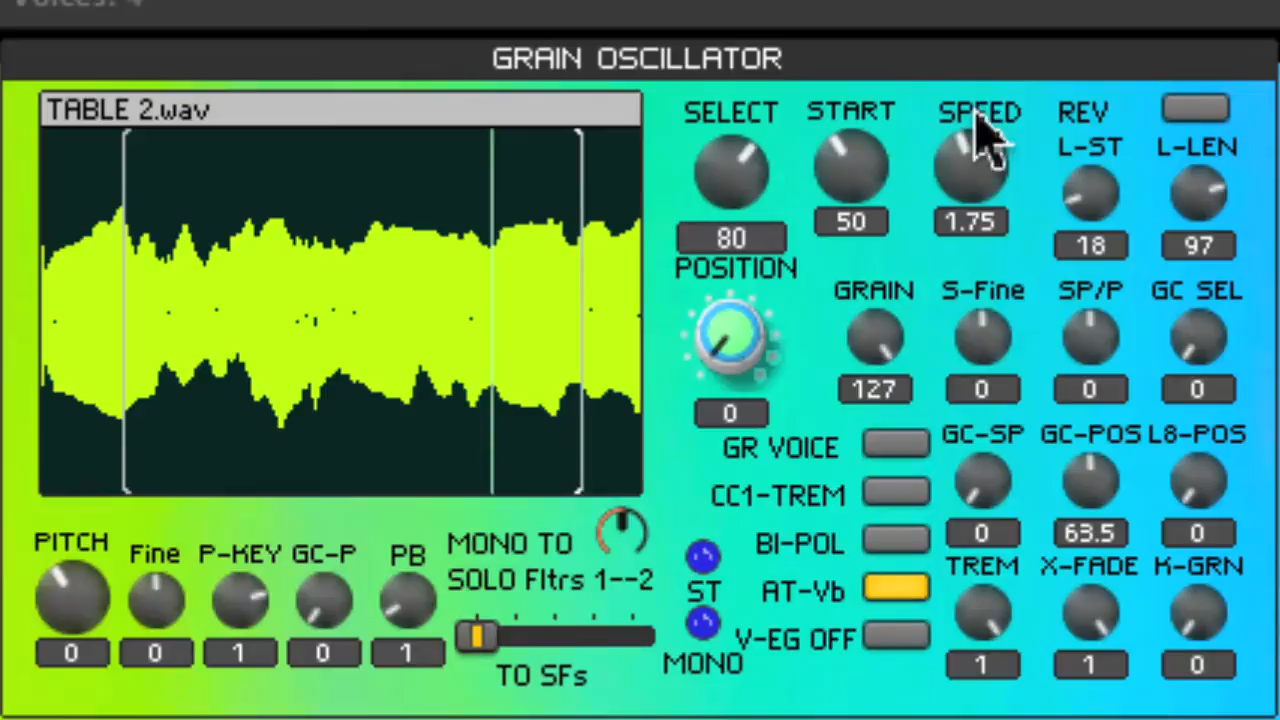 Voices: 4
GRAIN OSCILLATOR
TABLE 2.wav
SELECT START SPEED REV
L-ST L-LEN
80 50 1.75 18 97
POSITION
GRAIN S-Fine SP/P GC SEL
0 127 0 0 0
GR VOICE GC-SP GC-POS L8-POS
CC1-TREM
BI-POL 0 63.5 0
AT-Vb TREM X-FADE K-GRN
V-EG OFF
1 1 0
ST
MONO
PITCH Fine P-KEY GC-P PB
0 0 1 0 1
MONO TO
SOLO Fltrs 1--2
TO SFs